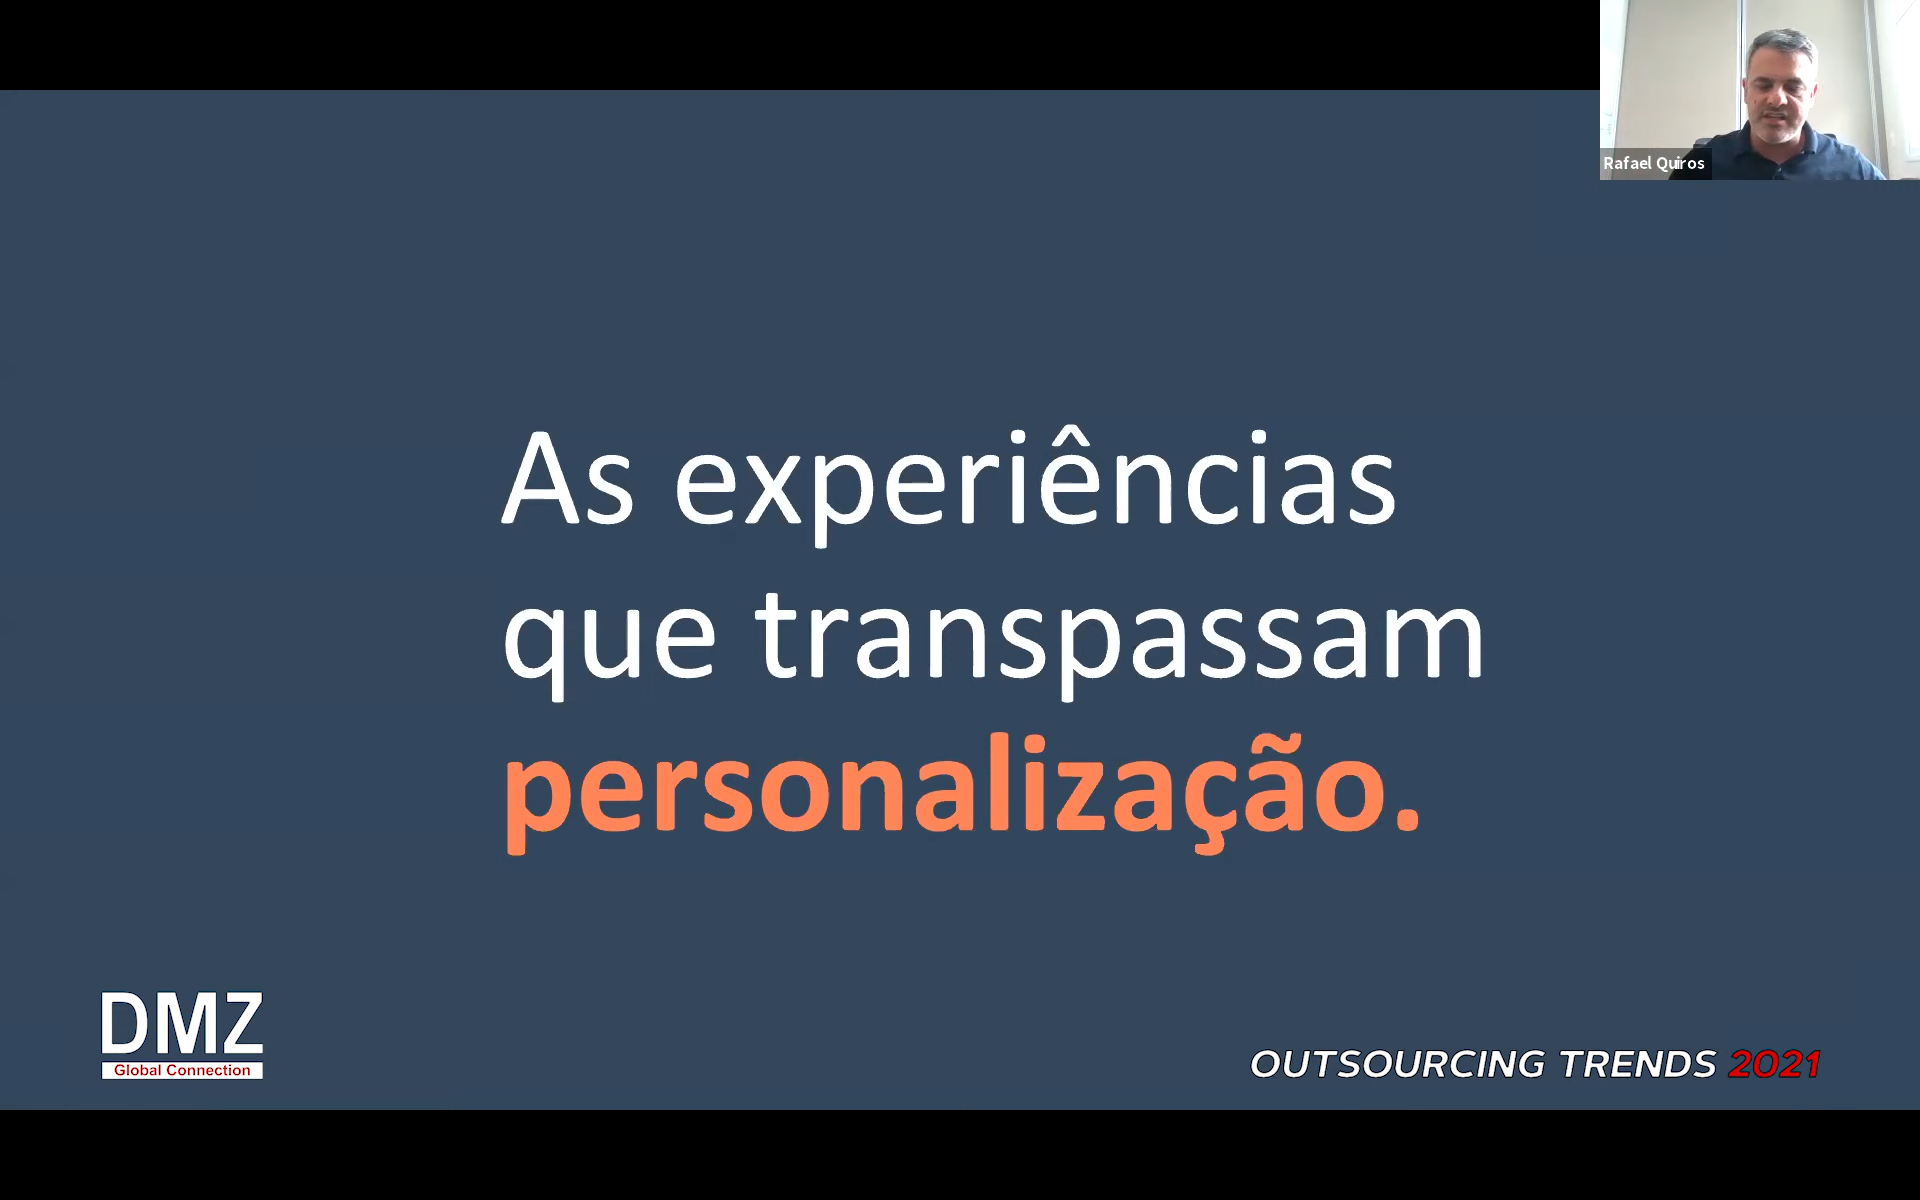 Rafael Quiros
As experiências
que transpassam
personalização.
DMZ
Global Connection
OUTSOURCING TRENDS 2021